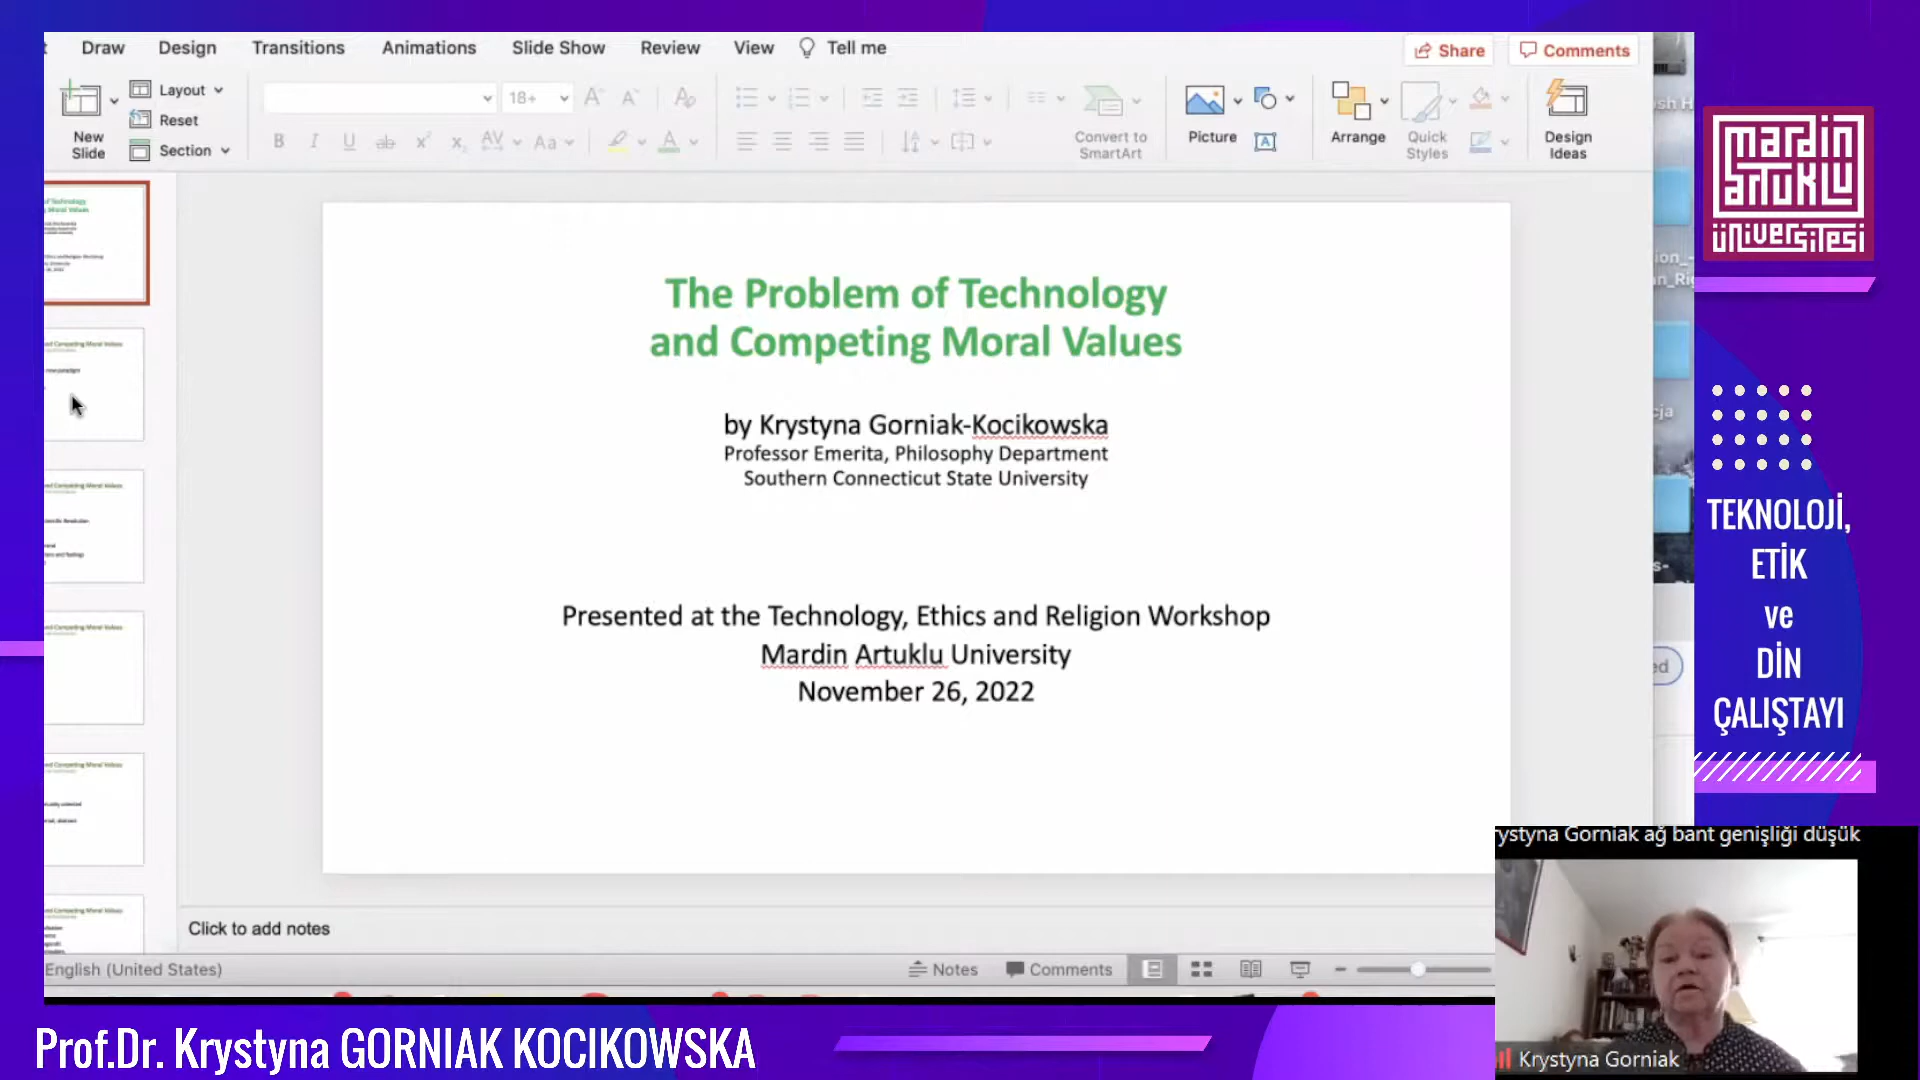 Draw Design Transitions Animations Slide Show Review View Tell me
Share Comments
Layout
Reset
Section
New
Slide
18+
Convert to
SmartArt
Picture
Arrange
Quick
Styles
Design
Ideas
mardin
artuklu
üniversitesi
The Problem of Technology
and Competing Moral Values
by Krystyna Gorniak-Kocikowska
Professor Emerita, Philosophy Department
Southern Connecticut State University
Presented at the Technology, Ethics and Religion Workshop
Mardin Artuklu University
November 26, 2022
TEKNOLOJİ,
ETİK
ve
DİN
ÇALIŞTAYI
Click to add notes
English (United States)
Notes Comments
rystyna Gorniak ağ bant genişliği düşük
Krystyna Gorniak
Prof.Dr. Krystyna GORNIAK KOCIKOWSKA